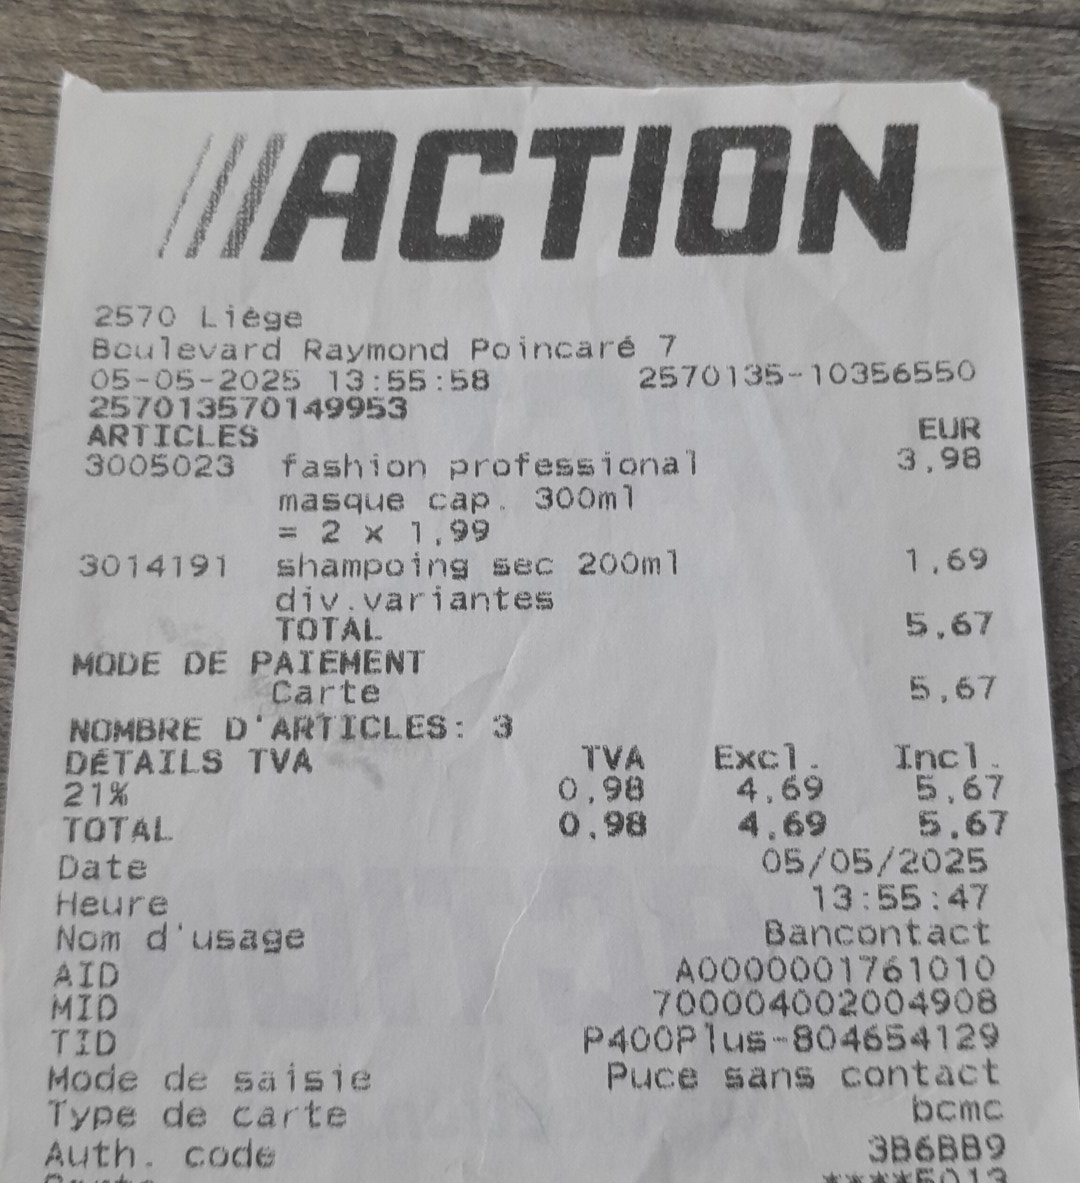 ACTION
2570 Liège
Boulevard Raymond Poincaré 7
05-05-2025 13:55:58 2570135-10356550
257013570149953
ARTICLES EUR
3005023 fashion professional 3,98
masque cap. 300ml
= 2 x 1,99
3014191 shampoing sec 200ml 1,69
div.variantes
TOTAL 5,67
MODE DE PAIEMENT
Carte 5,67
NOMBRE D'ARTICLES: 3
DÉTAILS TVA TVA Excl. Incl.
21% 0,98 4,69 5,67
TOTAL 0,98 4,69 5,67
Date 05/05/2025
Heure 13:55:47
Nom d'usage Bancontact
AID A0000001761010
MID 700004002004908
TID P400Plus-804654129
Mode de saisie Puce sans contact
Type de carte bcmc
Auth. code 3B6BB9
****5013